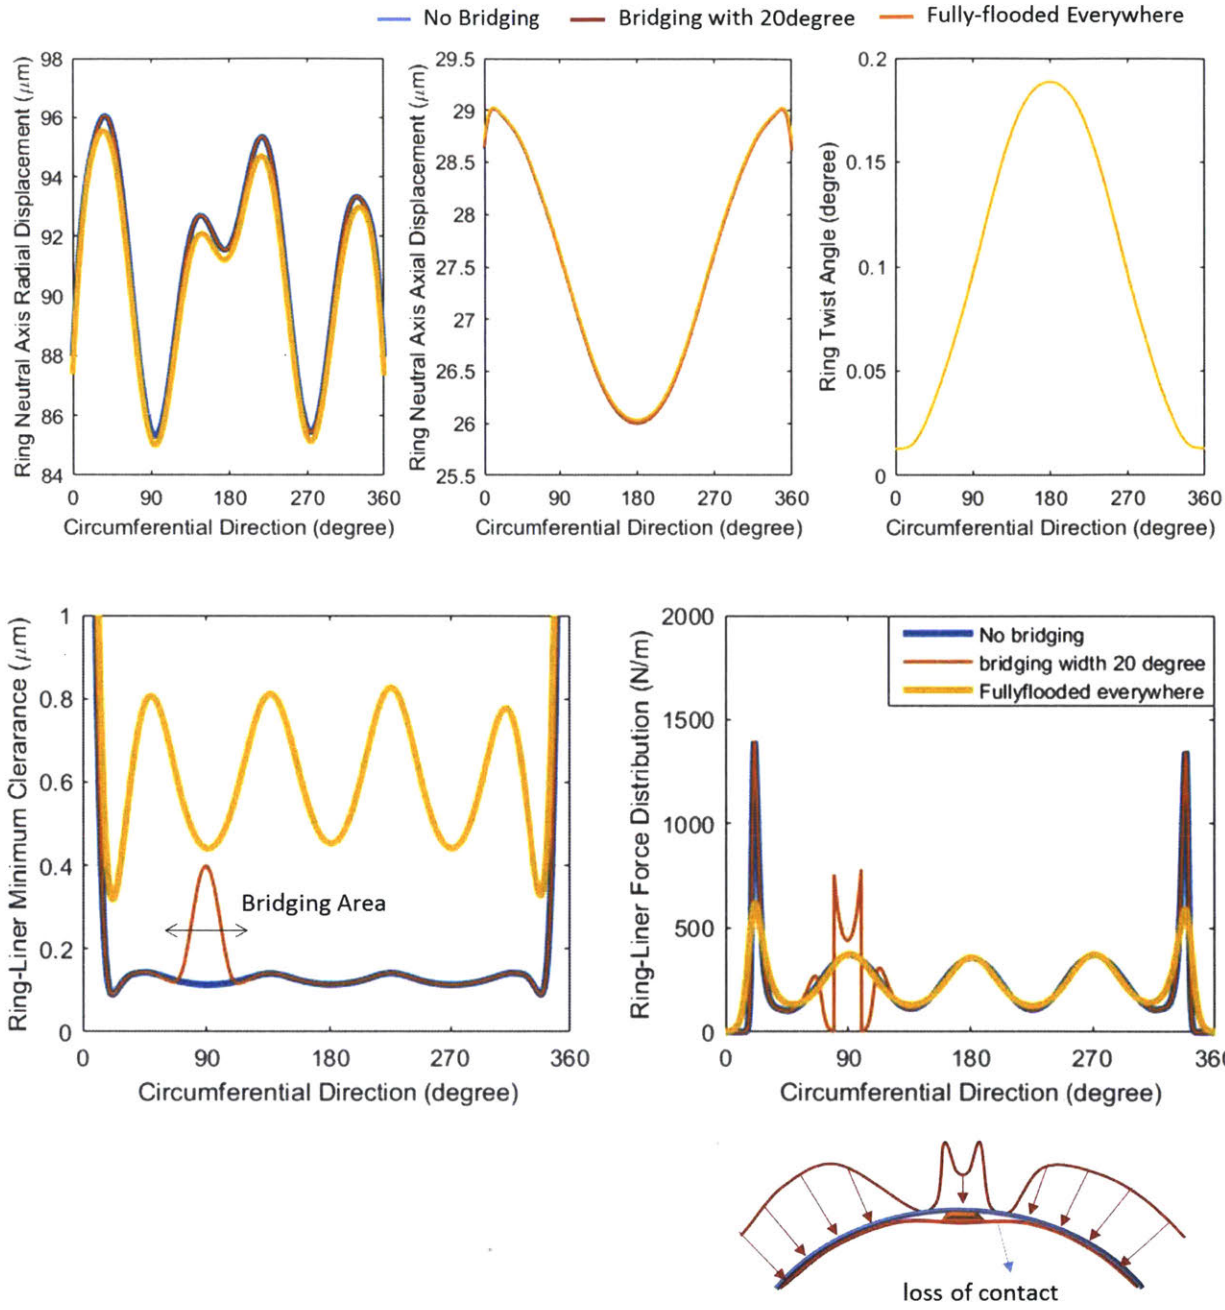 No Bridging
Bridging with 20degree
Fully-flooded Everywhere
Ring Neutral Axis Radial Displacement (μm)
98
96
94
92
90
88
86
84
0 90 180 270 360
Circumferential Direction (degree)
Ring Neutral Axis Axial Displacement (μm
29.5
29
28.5
28
27.5
27
26.5
26
25.5
0 90 180 270 360
Circumferential Direction (degree)
Ring Twist Angle (degree)
0.2
0.15
0.1
0.05
0
0 90 180 270 360
Circumferential Direction (degree)
Ring-Liner Minimum Clerarance (μm)
1
0.8
0.6
0.4
0.2
0
Bridging Area
0 90 180 270 360
Circumferential Direction (degree)
Ring-Liner Force Distribution (N/m)
2000
1500
1000
500
0
No bridging
bridging width 20 degree
Fullyflooded everywhere
0 90 180 270 36
Circumferential Direction (degree)
loss of contact